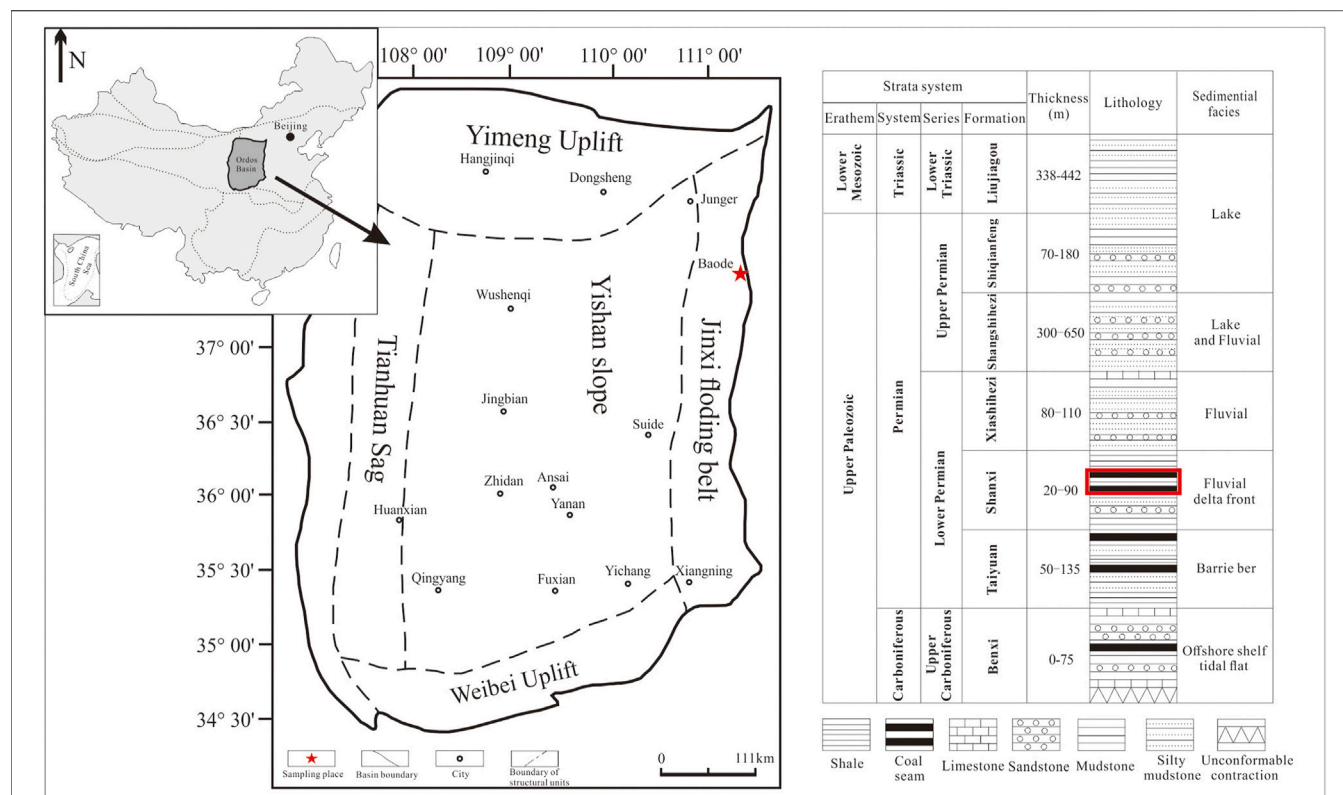 N
Beijing
Ordos
Basin
South China
Sea
108° 00'
109° 00'
110° 00'
111° 00'
37° 00'
36° 30'
36° 00'
35° 30'
35° 00'
34° 30'
Yimeng Uplift
Hangjinqi
Dongsheng
Junger
Baode
Wushenqi
Yishan slope
Tianhuan Sag
Jinxi floding belt
Jingbian
Suide
Zhidan
Ansai
Yanan
Huanxian
Qingyang
Fuxian
Yichang
Xiangning
Weibei Uplift
Sampling place
Basin boundary
City
Boundary of
structural units
0
111km
Strata system
Thickness
(m)
Lithology
Sedimential
facies
Erathem
System
Series
Formation
Lower
Mesozoic
Triassic
Lower
Triassic
Liujiagou
338-442
Lake
Upper Paleozoic
Permian
Upper Permian
Shiqianfeng
70-180
Shangshihezi
300−650
Lake
and Fluvial
Lower Permian
Xiashihezi
80−110
Fluvial
Shanxi
20−90
Fluvial
delta front
Taiyuan
50−135
Barrie ber
Carboniferous
Upper
Carboniferous
Benxi
0-75
Offshore shelf
tidal flat
Shale
Coal
seam
Limestone
Sandstone
Mudstone
Silty
mudstone
Unconformable
contraction